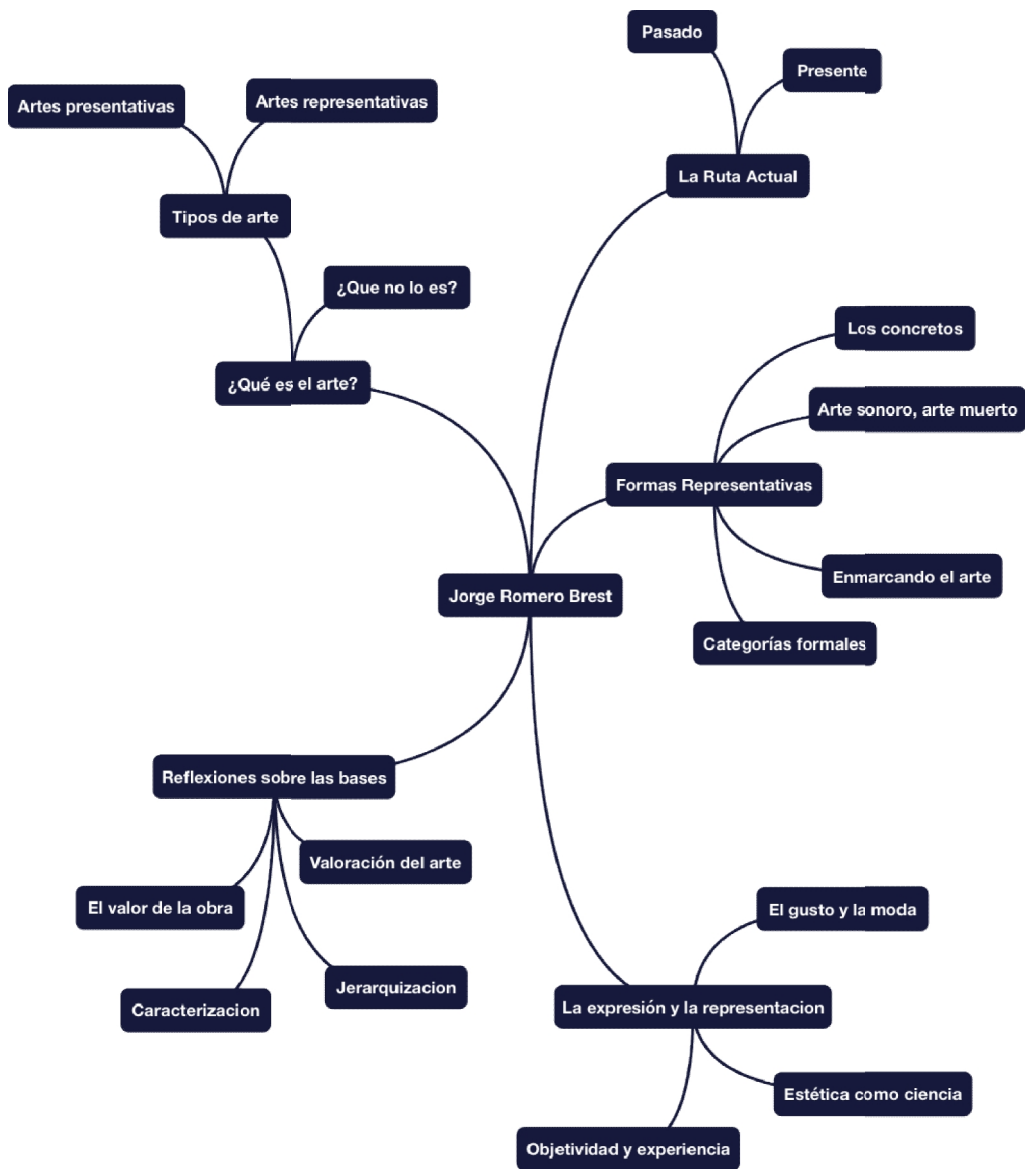 Pasado
Presente
Artes presentativas
Artes representativas
La Ruta Actual
Tipos de arte
¿Que no lo es?
¿Qué es el arte?
Los concretos
Arte sonoro, arte muerto
Formas Representativas
Enmarcando el arte
Jorge Romero Brest
Categorías formales
Reflexiones sobre las bases
Valoración del arte
El valor de la obra
Jerarquizacion
Caracterizacion
El gusto y la moda
La expresión y la representacion
Estética como ciencia
Objetividad y experiencia